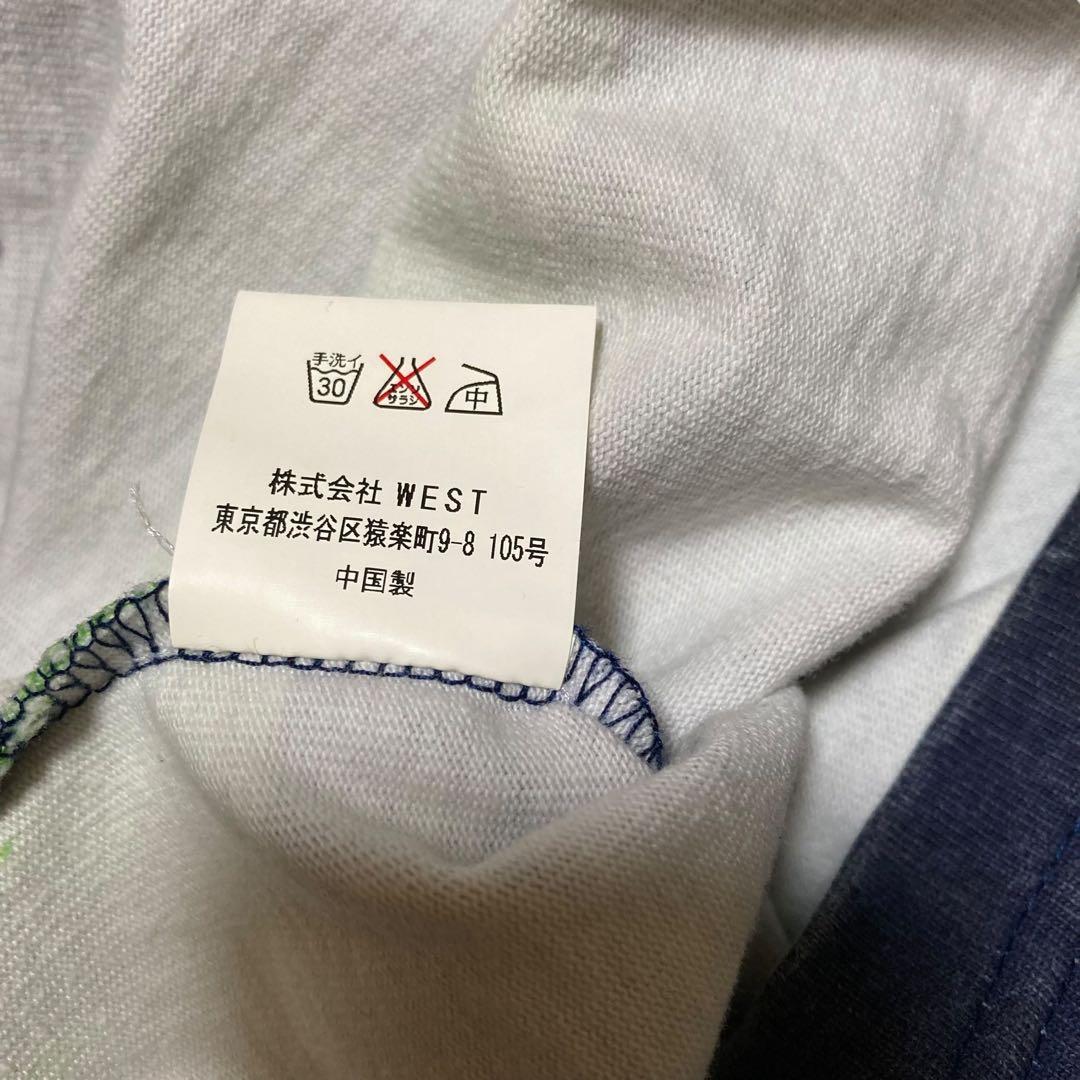 手洗イ
30
エンソ
サラシ
中
株式会社 WEST
東京都渋谷区猿楽町9-8 105号
中国製